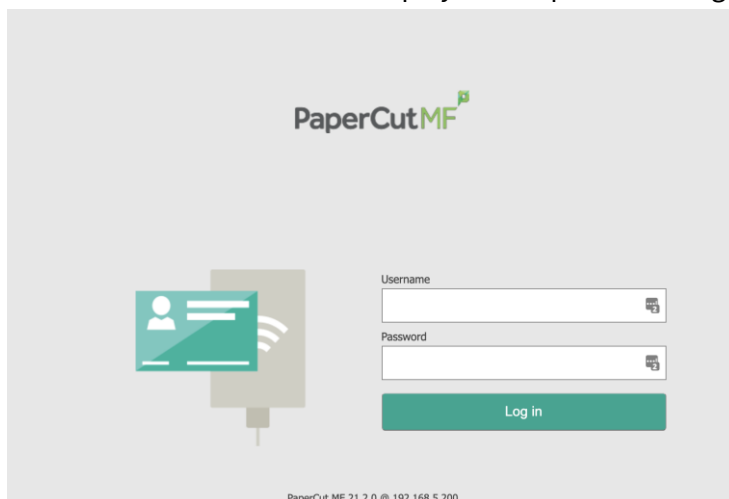 PaperCutMF
Username
Password
Log in
PaperCut MF 21.2.0 @ 192.168.5.200